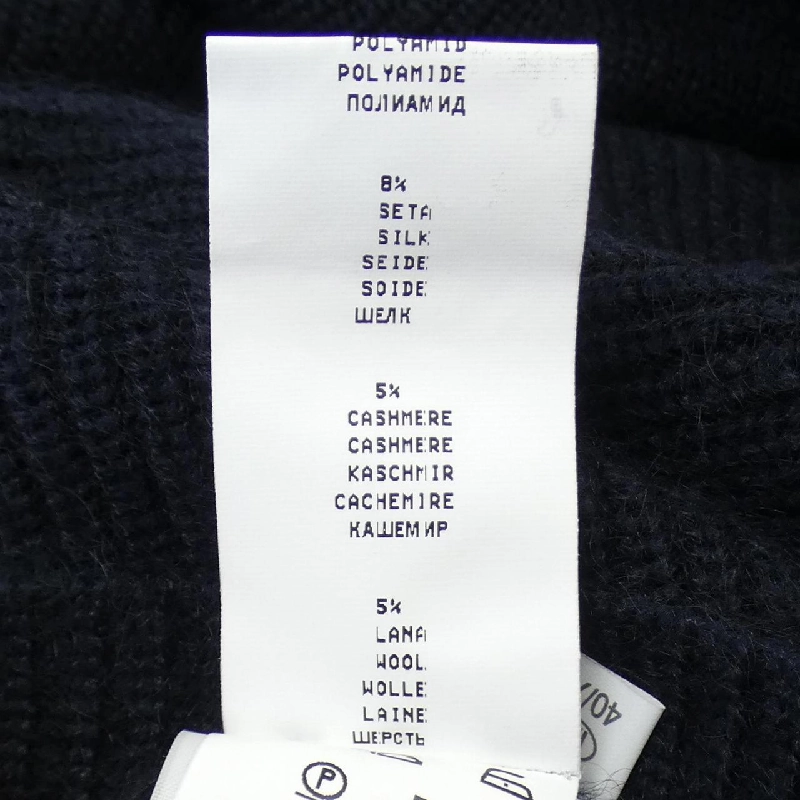 POLYAMID
POLYAMIDE
ПОЛИАМИД
8%
SETA
SILK
SEIDE
SOIDE
ШЕЛК
5%
CASHMERE
CASHMERE
KASCHMIR
CACHEMIRE
КАШЕМИР
5%
LANA
WOOL
WOLLE
LAINE
ШЕРСТЬ
P